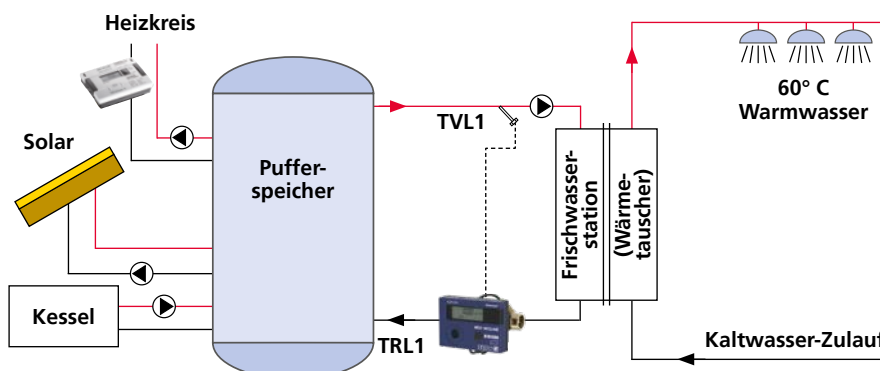 Heizkreis
Solar
Kessel
Puffer-
speicher
TVL1
TRL1
Frischwasser-
station
(Wärme-
tauscher)
60° C
Warmwasser
Kaltwasser-Zulauf